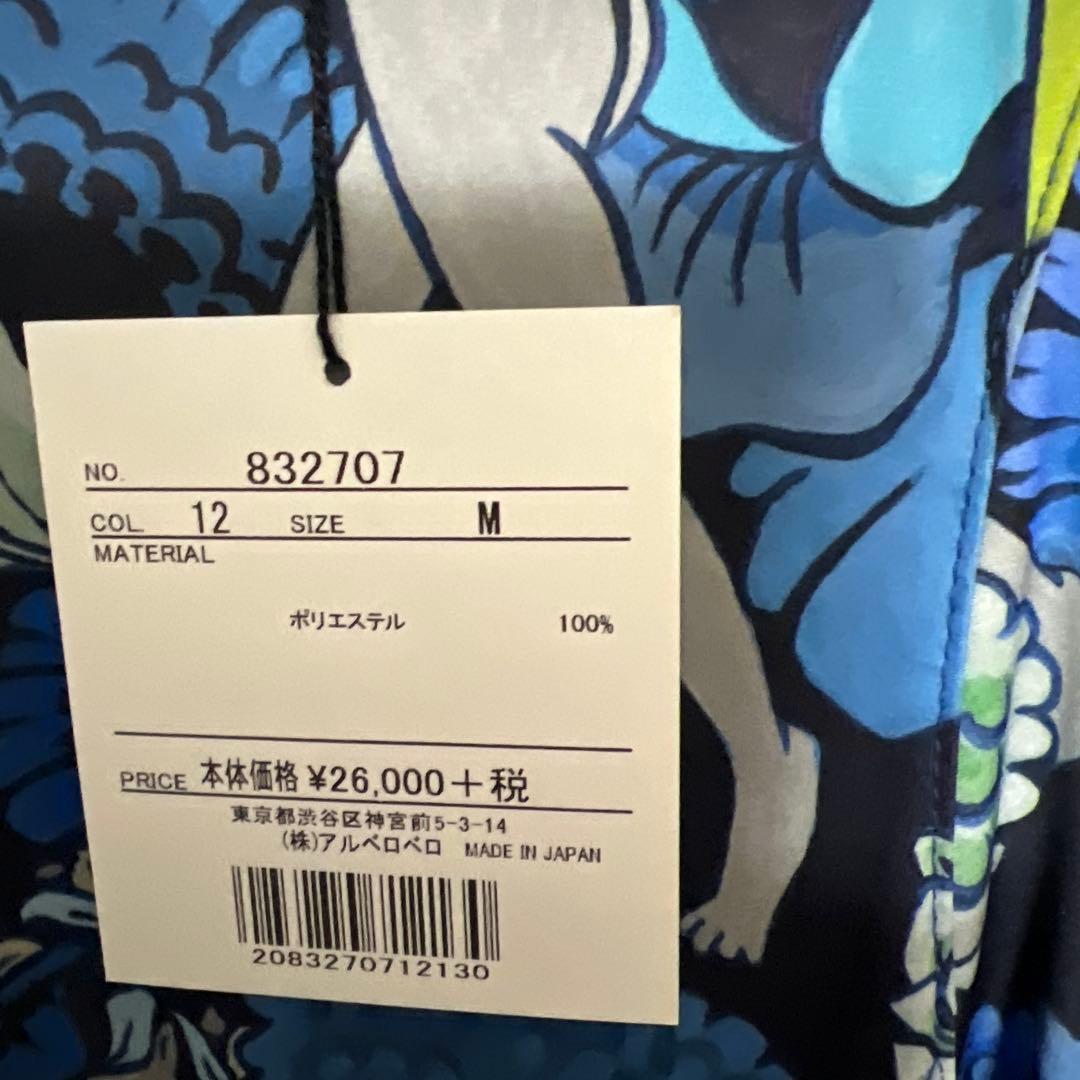 NO. 832707
COL. 12 SIZE M
MATERIAL
ポリエステル 100%
PRICE 本体価格 ¥26,000+税
東京都渋谷区神宮前5-3-14
(株)アルベロベロ MADE IN JAPAN
2083270712130